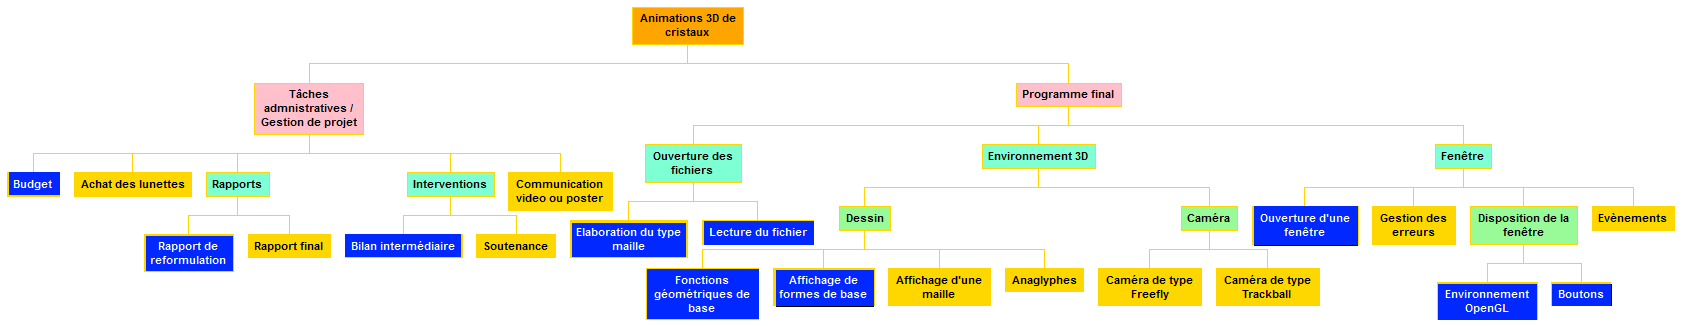 Animations 3D de
cristaux
Tâches
admnistratives /
Gestion de projet
Programme final
Budget
Achat des lunettes
Rapports
Interventions
Communication
video ou poster
Rapport de
reformulation
Rapport final
Bilan intermédiaire
Soutenance
Ouverture des
fichiers
Environnement 3D
Fenêtre
Elaboration du type
maille
Lecture du fichier
Dessin
Caméra
Ouverture d'une
fenêtre
Gestion des
erreurs
Disposition de la
fenêtre
Evènements
Fonctions
géométriques de
base
Affichage de
formes de base
Affichage d'une
maille
Anaglyphes
Caméra de type
Freefly
Caméra de type
Trackball
Environnement
OpenGL
Boutons